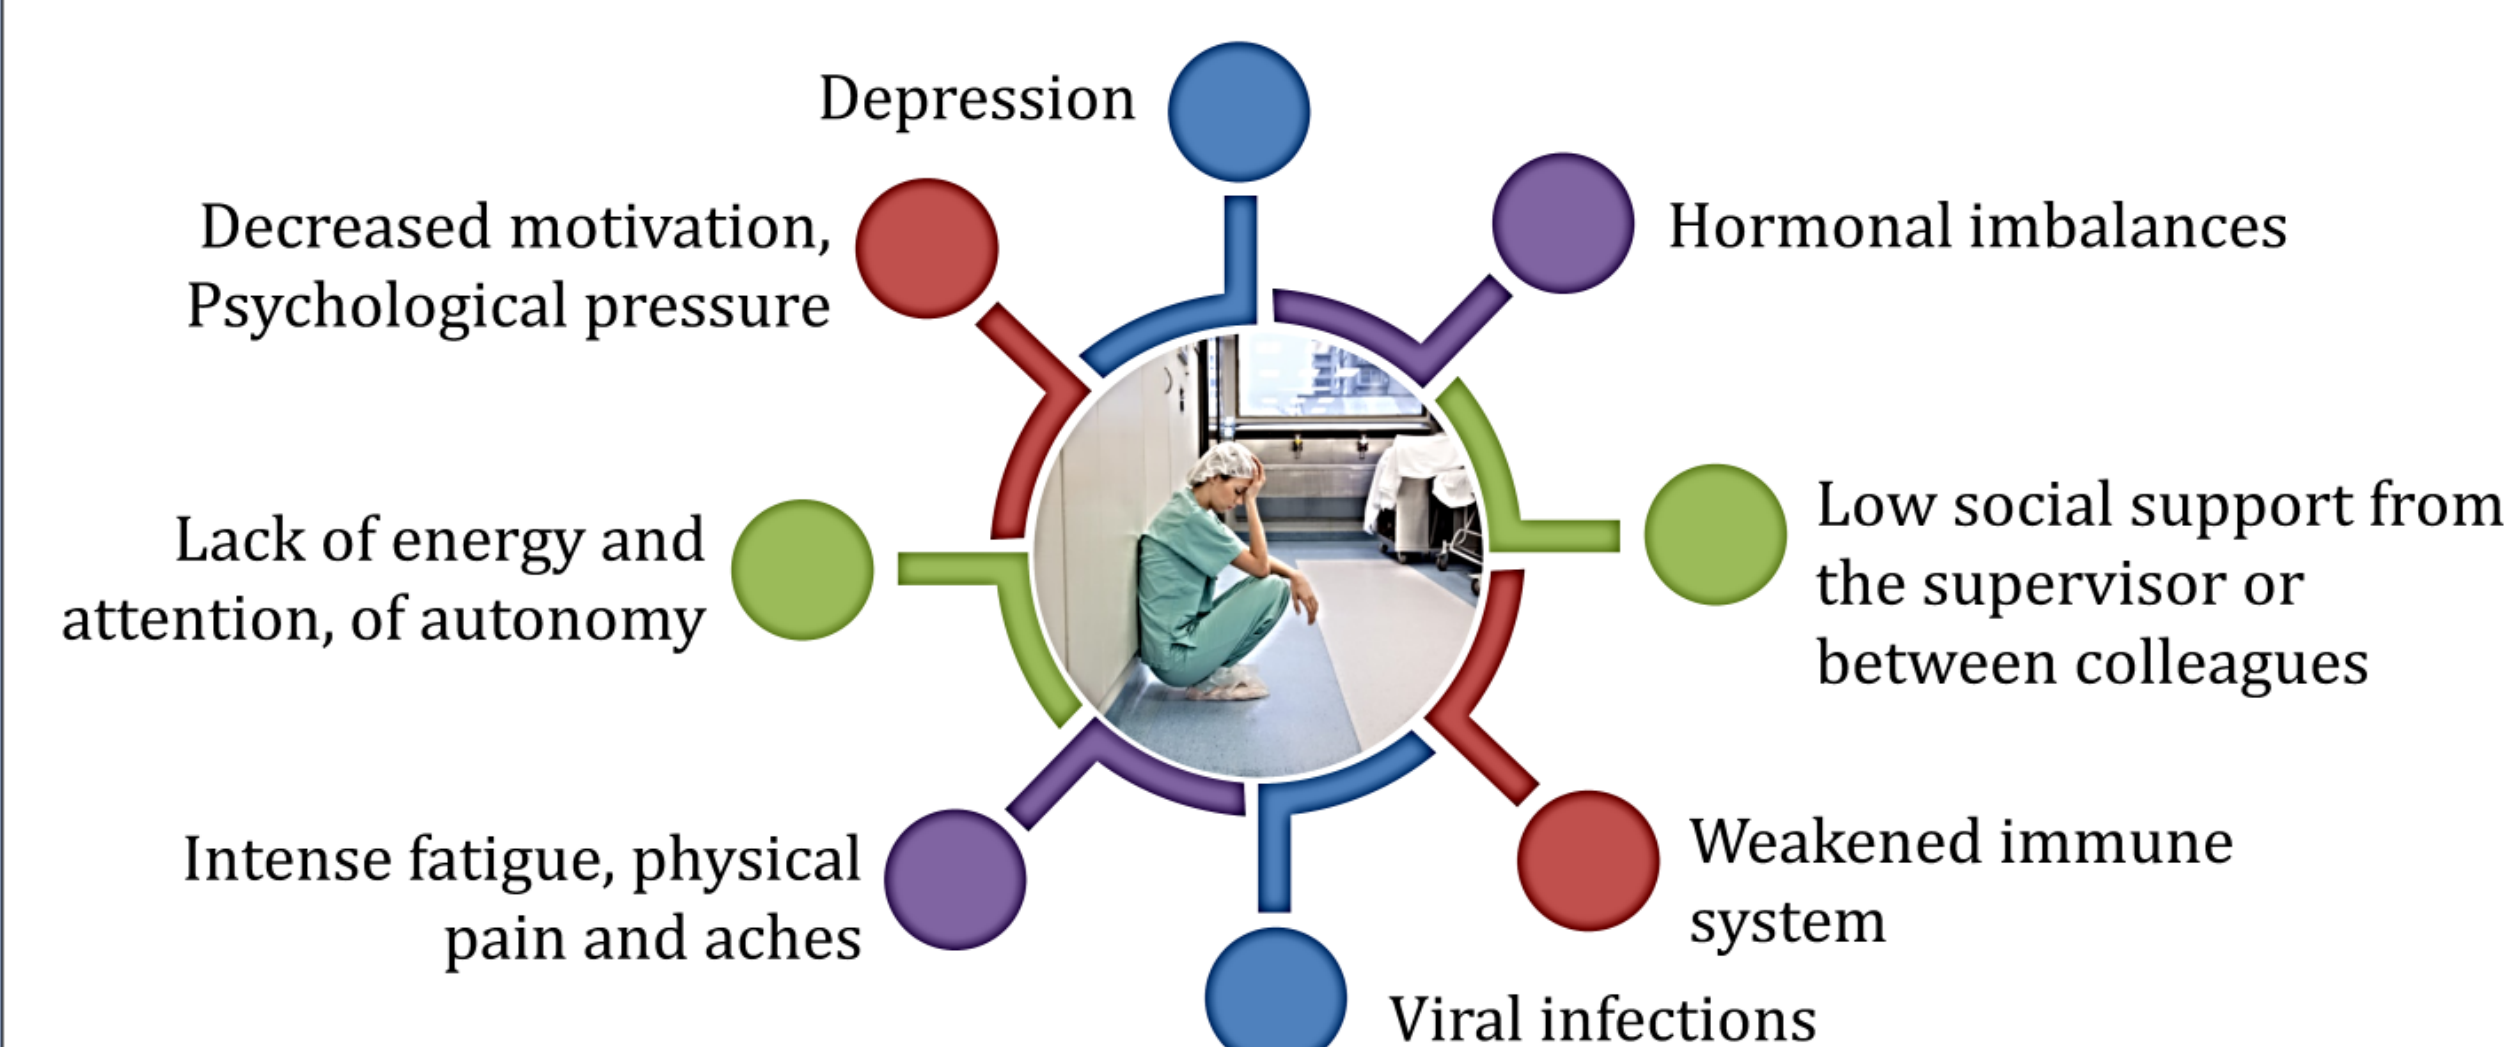 Depression
Decreased motivation,
Psychological pressure
Hormonal imbalances
Lack of energy and
attention, of autonomy
Low social support from
the supervisor or
between colleagues
Intense fatigue, physical
pain and aches
Weakened immune
system
Viral infections